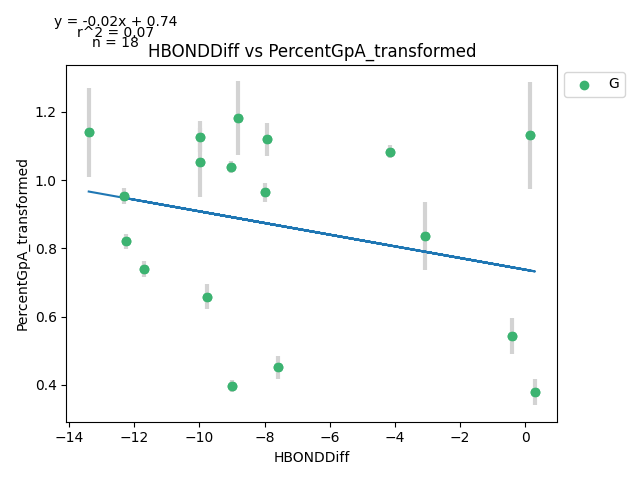 y = -0.02x + 0.74
r^2 = 0.07
n = 18
HBONDDiff vs PercentGpA_transformed
G
PercentGpA_transformed
1.2
1.0
0.8
0.6
0.4
−14
−12
−10
−8
−6
−4
−2
0
HBONDDiff